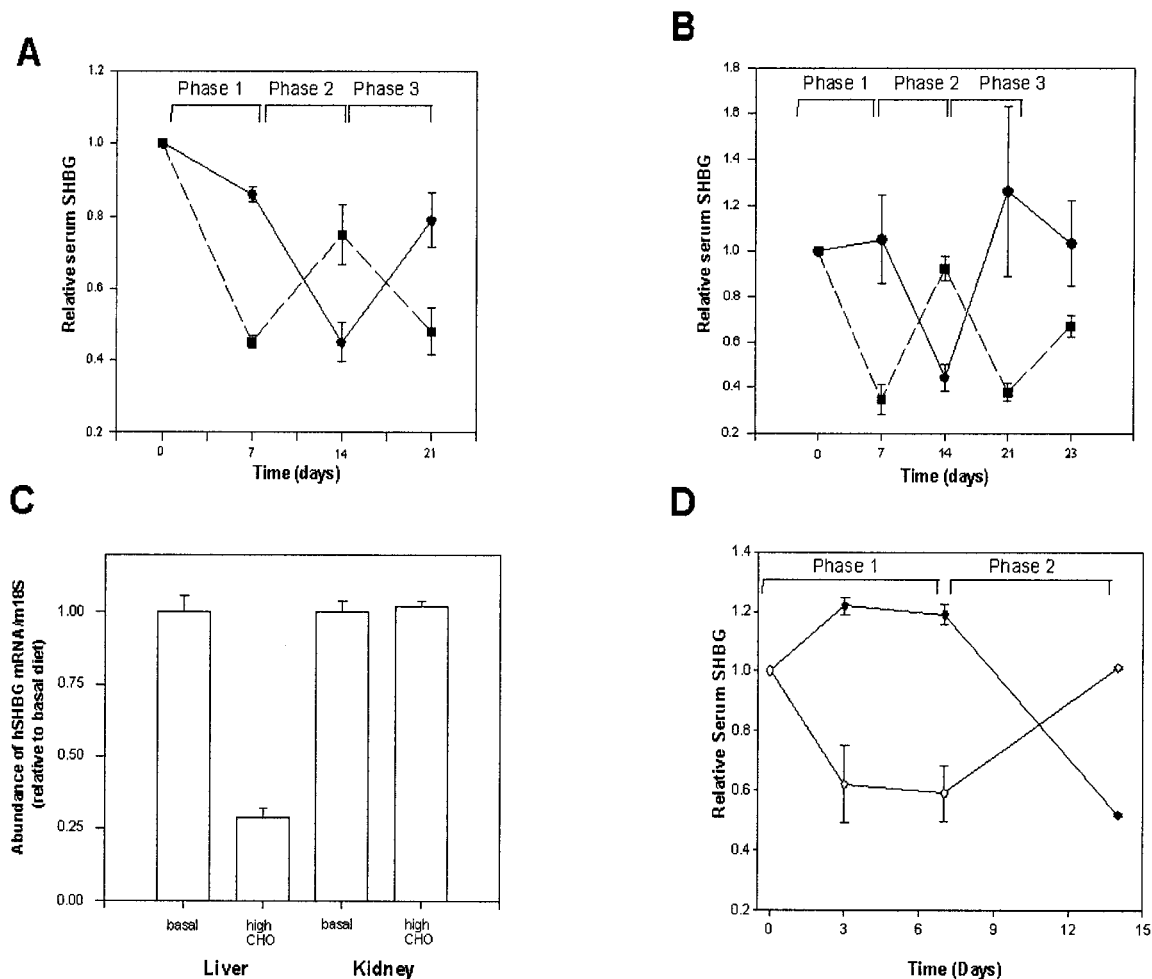 A
Phase 1 Phase 2 Phase 3
1.2
1.0
0.8
0.6
0.4
0.2
Relative serum SHBG
0 7 14 21
Time (days)
B
Phase 1 Phase 2 Phase 3
1.8
1.6
1.4
1.2
1.0
0.8
0.6
0.4
0.2
Relative serum SHBG
0 7 14 21 23
Time (days)
C
Abundance of hSHBG mRNA/m18S
(relative to basal diet)
1.00
0.75
0.50
0.25
0.00
basal high CHO basal high CHO
Liver Kidney
D
Phase 1 Phase 2
1.4
1.2
1.0
0.8
0.6
0.4
0.2
Relative Serum SHBG
0 3 6 9 12 15
Time (Days)